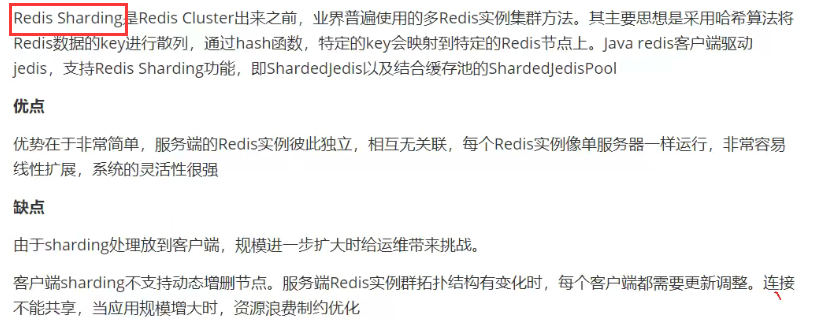 Redis Sharding是Redis Cluster出来之前，业界普遍使用的多Redis实例集群方法。其主要思想是采用哈希算法将
Redis数据的key进行散列，通过hash函数，特定的key会映射到特定的Redis节点上。Java redis客户端驱动
jedis，支持Redis Sharding功能，即ShardedJedis以及结合缓存池的ShardedJedisPool
优点
优势在于非常简单，服务端的Redis实例彼此独立，相互无关联，每个Redis实例像单服务器一样运行，非常容易
线性扩展，系统的灵活性很强
缺点
由于sharding处理放到客户端，规模进一步扩大时给运维带来挑战。
客户端sharding不支持动态增删节点。服务端Redis实例群拓扑结构有变化时，每个客户端都需要更新调整。连接
不能共享，当应用规模增大时，资源浪费制约优化